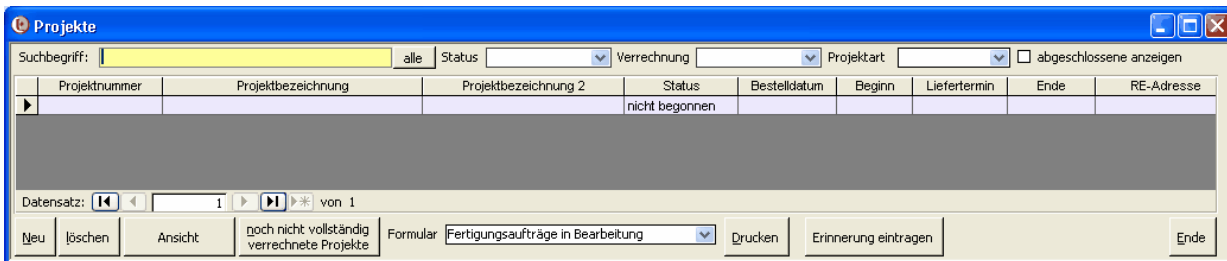 Projekte
Suchbegriff: alle Status Verrechnung Projektart abgeschlossene anzeigen
Projektnummer Projektbezeichnung Projektbezeichnung 2 Status Bestelldatum Beginn Liefertermin Ende RE-Adresse
nicht begonnen
Datensatz: 1 von 1
Neu löschen Ansicht noch nicht vollständig Formular Fertigungsaufträge in Bearbeitung Drucken Erinnerung eintragen Ende
verrechnete Projekte